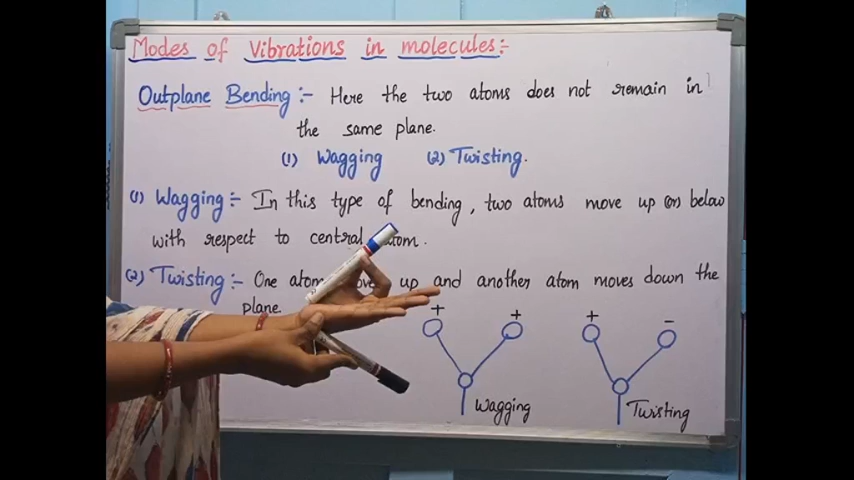 Modes of Vibrations in molecules:-
Outplane Bending :- Here the two atoms does not remain in
the same plane.
(1) Wagging (2) Twisting.
(1) Wagging :- In this type of bending, two atoms move up (or) below
with respect to central atom.
(2) Twisting :- One atom moves up and another atom moves down the
plane.
+ + + -
Wagging Twisting